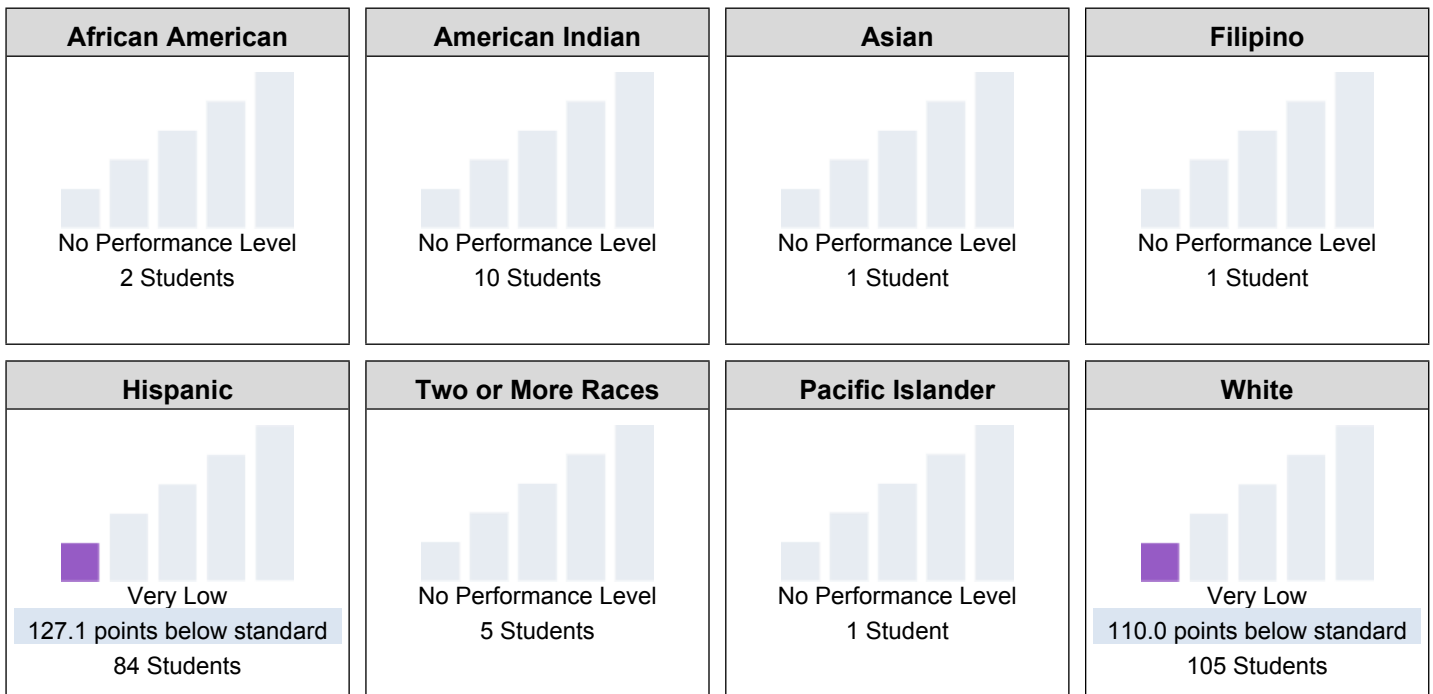 African American
No Performance Level
2 Students
American Indian
No Performance Level
10 Students
Asian
No Performance Level
1 Student
Filipino
No Performance Level
1 Student
Hispanic
Very Low
127.1 points below standard
84 Students
Two or More Races
No Performance Level
5 Students
Pacific Islander
No Performance Level
1 Student
White
Very Low
110.0 points below standard
105 Students